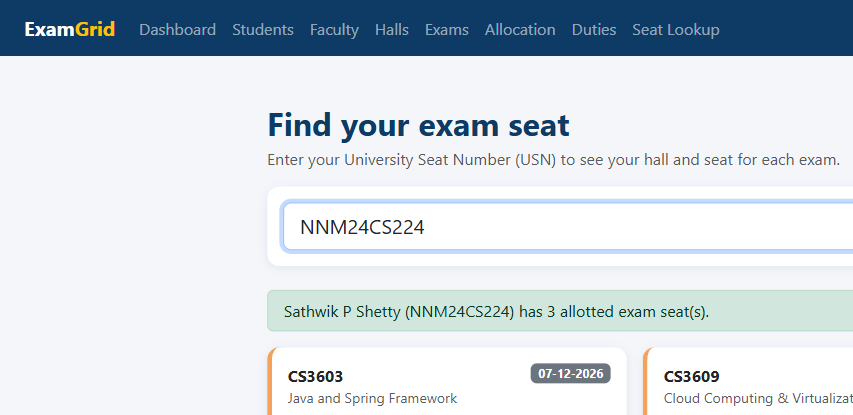 ExamGrid Dashboard Students Faculty Halls Exams Allocation Duties Seat Lookup
Find your exam seat
Enter your University Seat Number (USN) to see your hall and seat for each exam.
NNM24CS224
Sathwik P Shetty (NNM24CS224) has 3 allotted exam seat(s).
CS3603 07-12-2026
Java and Spring Framework
CS3609
Cloud Computing &